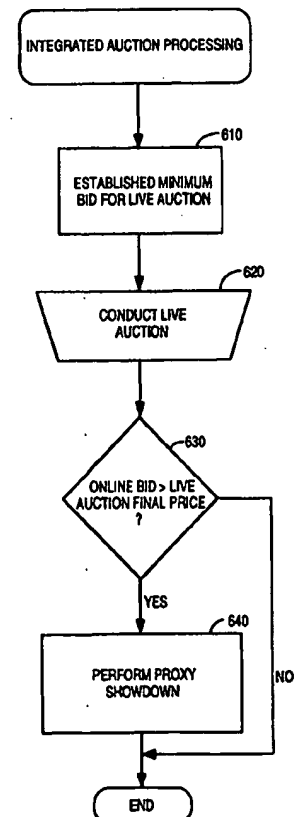 INTEGRATED AUCTION PROCESSING
610
ESTABLISHED MINIMUM
BID FOR LIVE AUCTION
620
CONDUCT LIVE
AUCTION
630
ONLINE BID > LIVE
AUCTION FINAL PRICE
?
YES
640
PERFORM PROXY
SHOWDOWN
NO
END